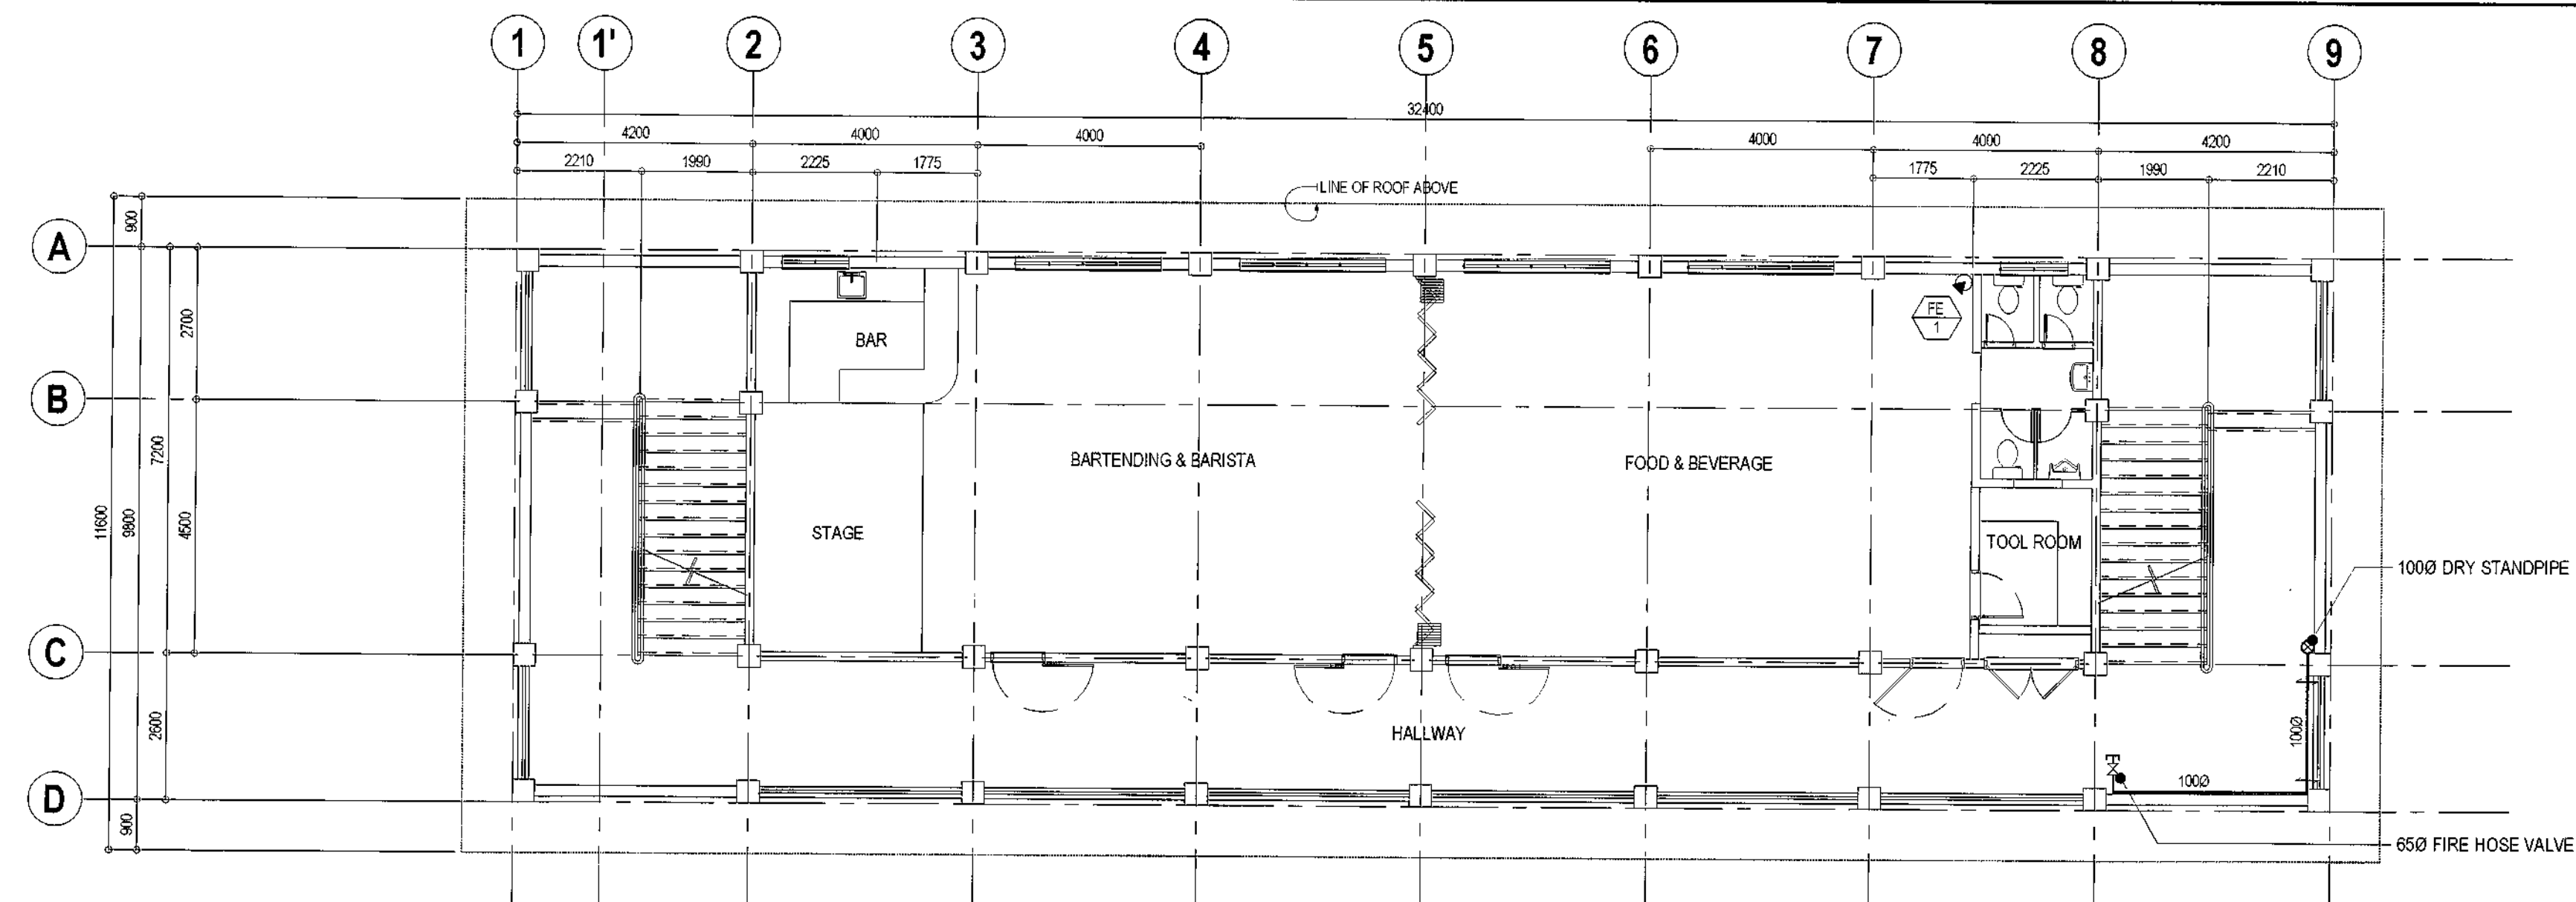 1 1' 2 3 4 5 6 7 8 9
32400
4200 4000 4000 4000 4000 4200
2210 1990 2225 1775 1775 2225 1990 2210
LINE OF ROOF ABOVE
900
A
2700
FE
1
BAR
B
7200
BARTENDING & BARISTA
FOOD & BEVERAGE
11600
9800
4500
STAGE
TOOL ROOM
100Ø DRY STANDPIPE
C
2600
HALLWAY
100Ø
100Ø
D
900
65Ø FIRE HOSE VALVE